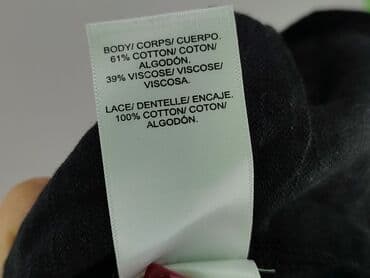 BODY/ CORPS/ CUERPO.
61% COTTON/ COTON/
ALGODÓN.
39% VISCOSE/ VISCOSE/
VISCOSA.
LACE/ DENTELLE/ ENCAJE.
100% COTTON/ COTON/
ALGODÓN.